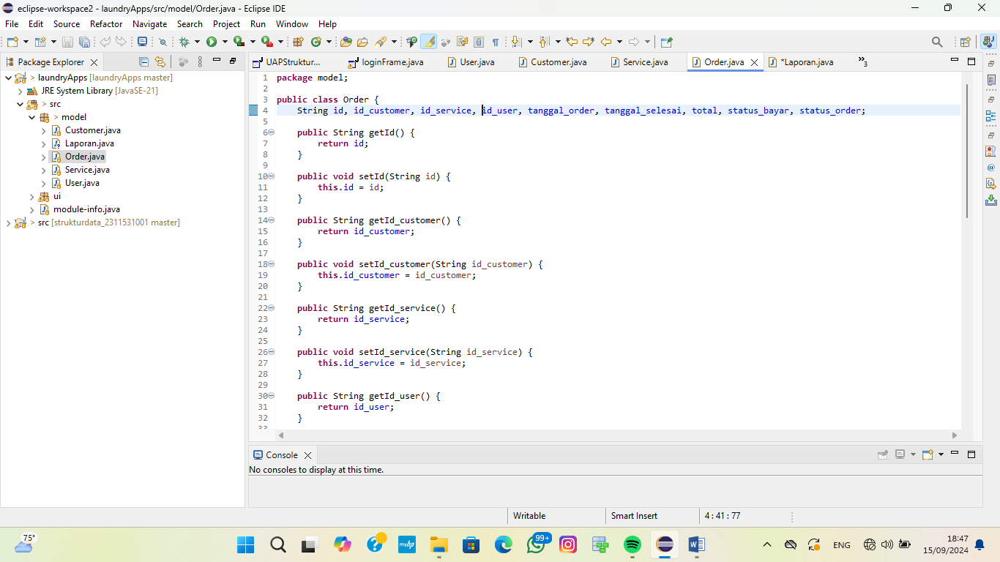 eclipse-workspace2 - laundryApps/src/model/Order.java - Eclipse IDE
File Edit Source Refactor Navigate Search Project Run Window Help
Package Explorer
laundryApps [laundryApps master]
JRE System Library [JavaSE-21]
src
model
Customer.java
Laporan.java
Order.java
Service.java
User.java
ui
module-info.java
src [strukturdata_2311531001 master]
UAPStruktur... loginFrame.java User.java Customer.java Service.java Order.java *Laporan.java »3
1 package model;
2
3 public class Order {
4 String id, id_customer, id_service, id_user, tanggal_order, tanggal_selesai, total, status_bayar, status_order;
5
6 public String getId() {
7 return id;
8 }
9
10 public void setId(String id) {
11 this.id = id;
12 }
13
14 public String getId_customer() {
15 return id_customer;
16 }
17
18 public void setId_customer(String id_customer) {
19 this.id_customer = id_customer;
20 }
21
22 public String getId_service() {
23 return id_service;
24 }
25
26 public void setId_service(String id_service) {
27 this.id_service = id_service;
28 }
29
30 public String getId_user() {
31 return id_user;
32 }
33
Console
No consoles to display at this time.
Writable Smart Insert 4 : 41 : 77
75°
myhp
99+
ENG
18:47
15/09/2024